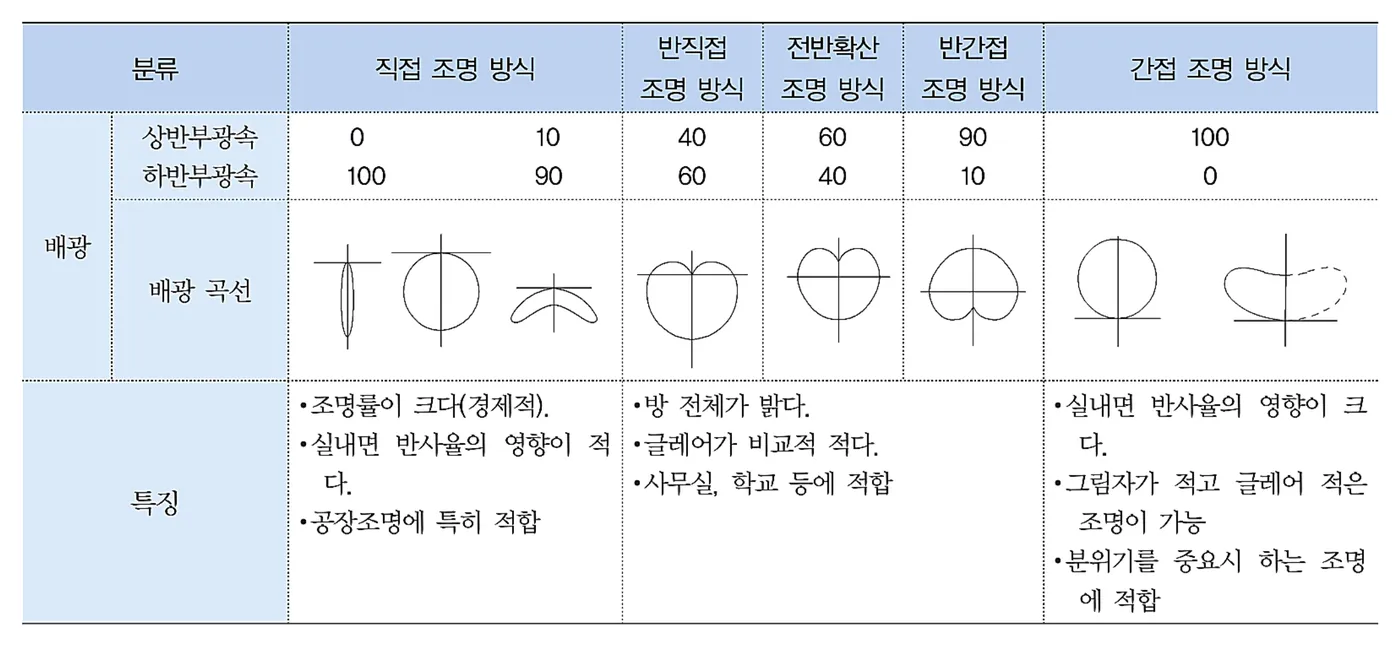 분류
직접 조명 방식
반직접
조명 방식
전반확산
조명 방식
반간접
조명 방식
간접 조명 방식
배광
상반부광속
0
10
40
60
90
100
하반부광속
100
90
60
40
10
0
배광 곡선
특징
•조명률이 크다(경제적).
•실내면 반사율의 영향이 적
다.
•공장조명에 특히 적합
•방 전체가 밝다.
•글레어가 비교적 적다.
•사무실, 학교 등에 적합
•실내면 반사율의 영향이 크
다.
•그림자가 적고 글레어 적은
조명이 가능
•분위기를 중요시 하는 조명
에 적합